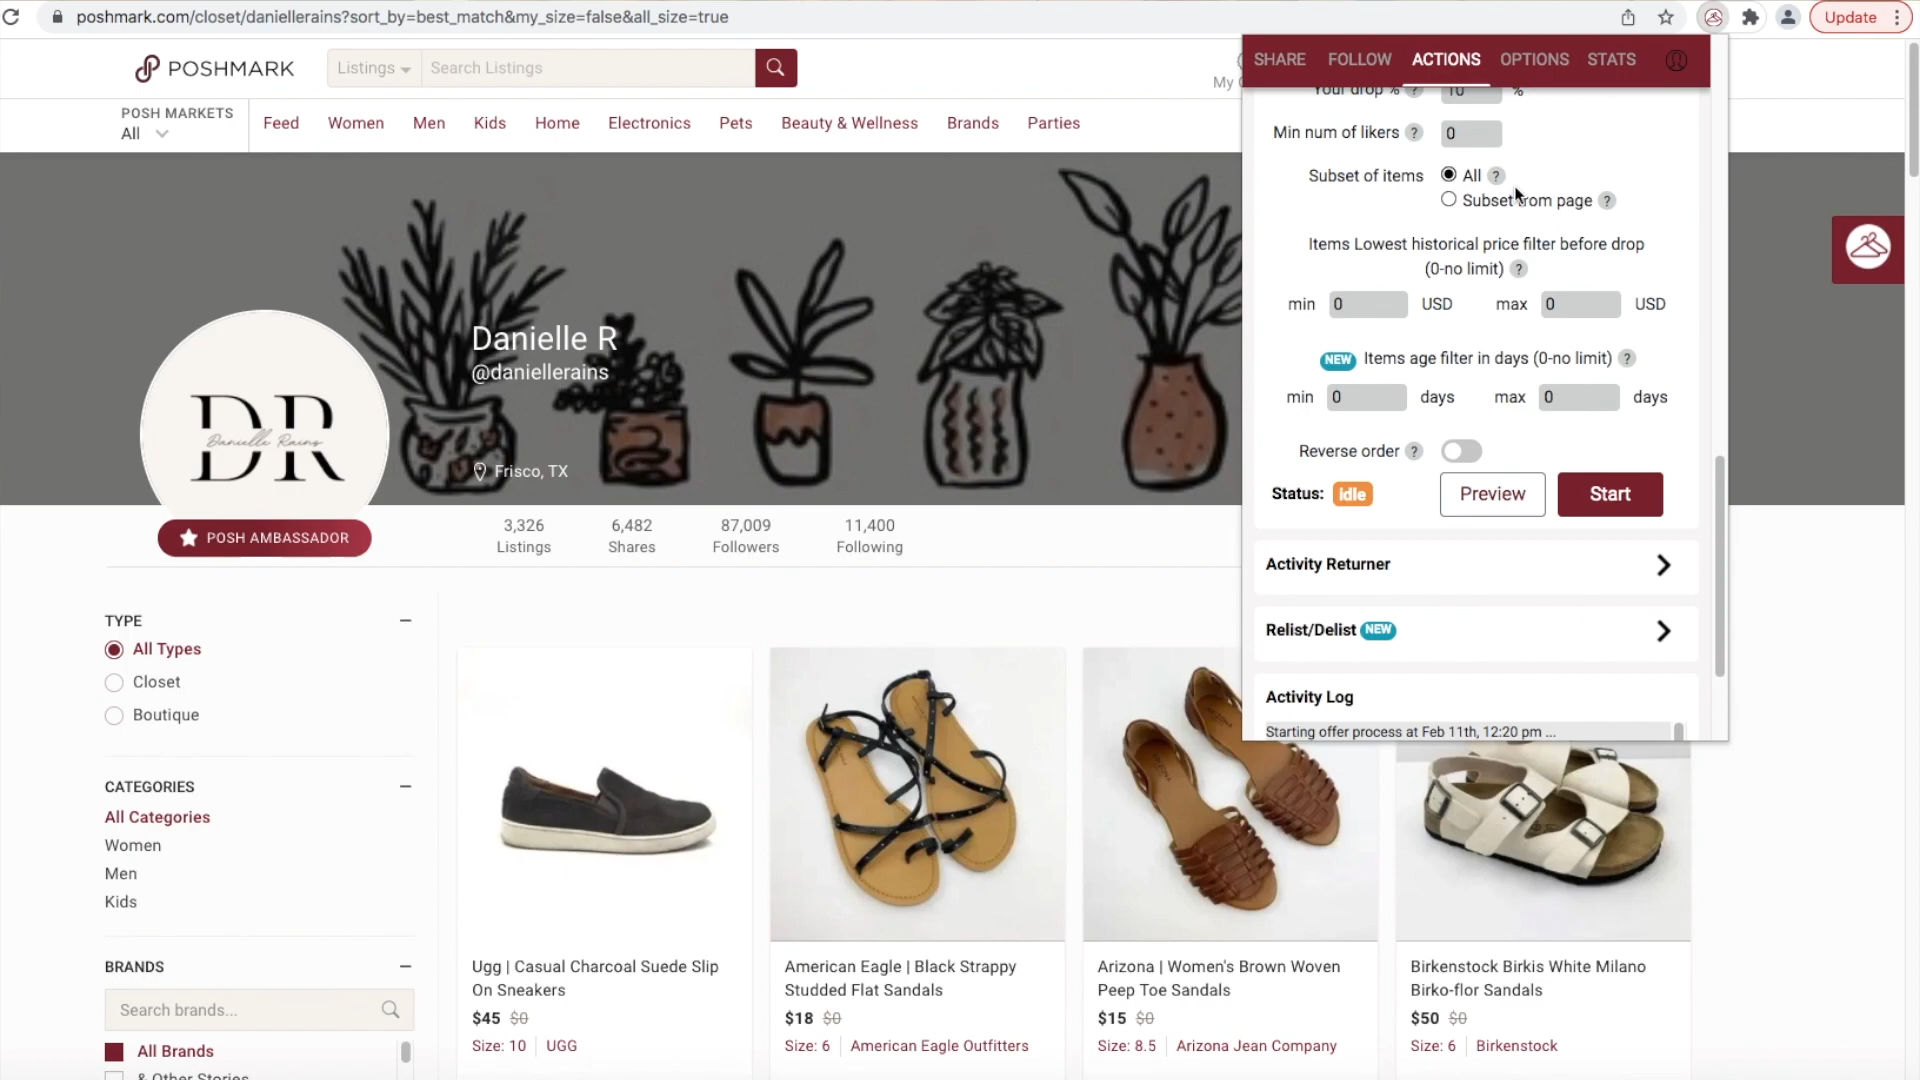 poshmark.com/closet/daniellerains?sort_by=best_match&my_size=false&all_size=true
Update
POSHMARK
Listings
Search Listings
My
POSH MARKETS
All
Feed
Women
Men
Kids
Home
Electronics
Pets
Beauty & Wellness
Brands
Parties
SHARE
FOLLOW
ACTIONS
OPTIONS
STATS
Your drop % ? 10 %
Min num of likers ? 0
Subset of items
All ?
Subset from page ?
Items Lowest historical price filter before drop
(0-no limit) ?
min 0 USD max 0 USD
NEW Items age filter in days (0-no limit) ?
min 0 days max 0 days
Reverse order ?
Status: idle
Preview
Start
Activity Returner
Relist/Delist NEW
Activity Log
Starting offer process at Feb 11th, 12:20 pm ...
DR
Danielle Rains
Danielle R
@daniellerains
Frisco, TX
POSH AMBASSADOR
3,326
Listings
6,482
Shares
87,009
Followers
11,400
Following
TYPE
All Types
Closet
Boutique
CATEGORIES
All Categories
Women
Men
Kids
BRANDS
Search brands...
All Brands
& Other Stories
Ugg | Casual Charcoal Suede Slip
On Sneakers
$45 $0
Size: 10 UGG
American Eagle | Black Strappy
Studded Flat Sandals
$18 $0
Size: 6 American Eagle Outfitters
Arizona | Women's Brown Woven
Peep Toe Sandals
$15 $0
Size: 8.5 Arizona Jean Company
Birkenstock Birkis White Milano
Birko-flor Sandals
$50 $0
Size: 6 Birkenstock